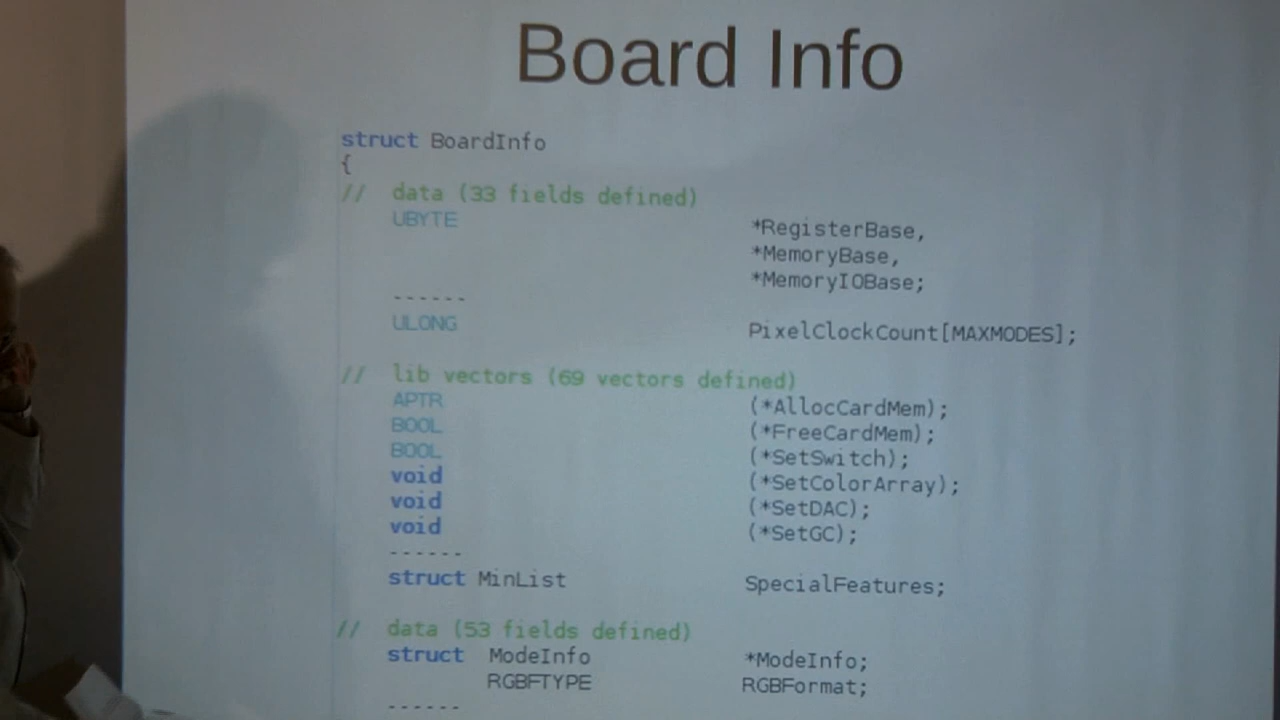 Board Info
struct BoardInfo
{
// data (33 fields defined)
UBYTE *RegisterBase,
*MemoryBase,
*MemoryIOBase;
------
ULONG PixelClockCount[MAXMODES];
// lib vectors (69 vectors defined)
APTR (*AllocCardMem);
BOOL (*FreeCardMem);
BOOL (*SetSwitch);
void (*SetColorArray);
void (*SetDAC);
void (*SetGC);
------
struct MinList SpecialFeatures;
// data (53 fields defined)
struct ModeInfo *ModeInfo;
RGBFTYPE RGBFormat;
------